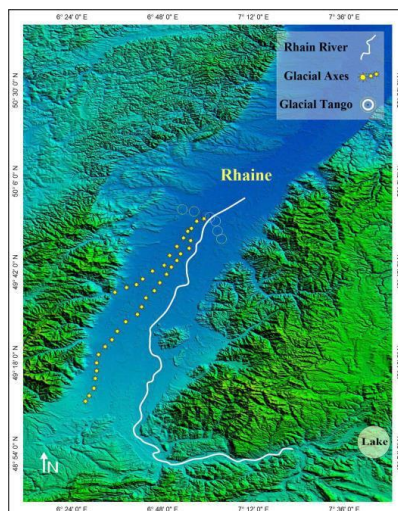 6°24' 0" E 6°48' 0" E 7°12' 0" E 7°36' 0" E
Rhain River
Glacial Axes
Glacial Tango
50°30' 0" N
50°8' 0" N
Rhaine
49°42' 0" N
49°18' 0" N
48°54' 0" N
Lake
N
6°24' 0" E 6°48' 0" E 7°12' 0" E 7°36' 0" E